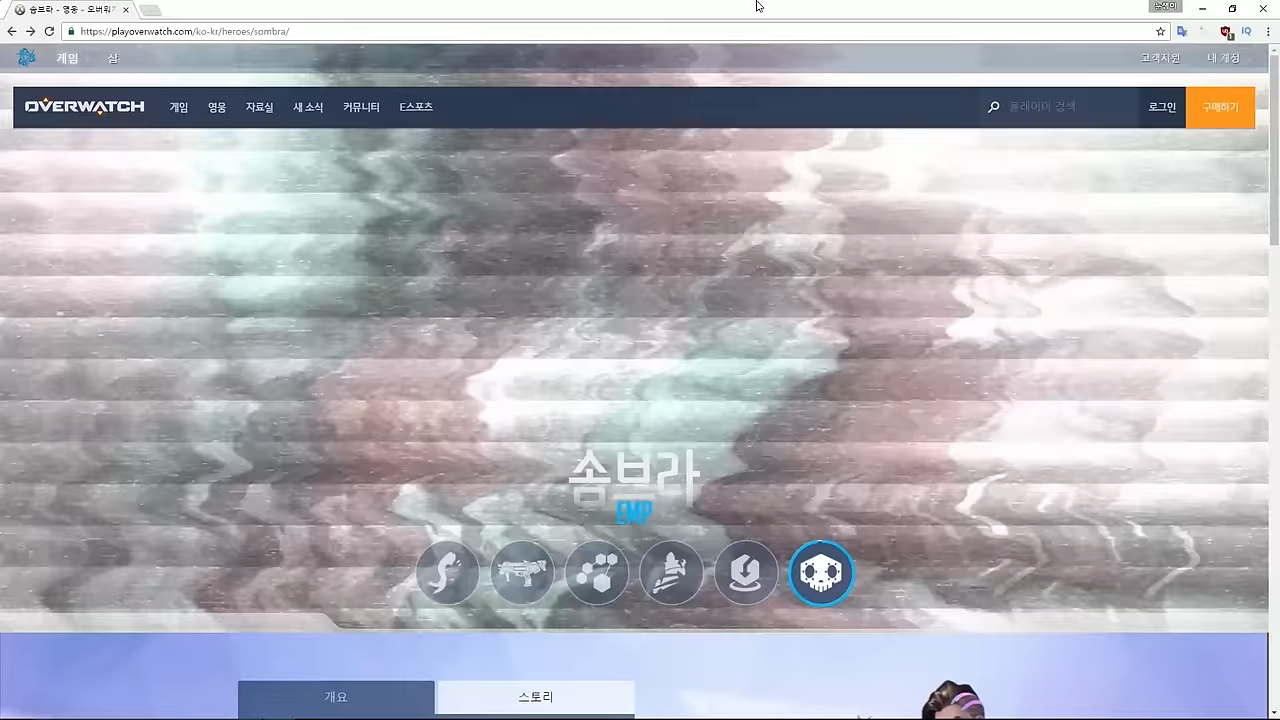 솜브라 - 영웅 - 오버워
https://playoverwatch.com/ko-kr/heroes/sombra/
게임
샵
고객지원
내 계정
OVERWATCH
게임
영웅
자료실
새 소식
커뮤니티
E스포츠
플레이어 검색
로그인
구매하기
솜브라
EMP
개요
스토리